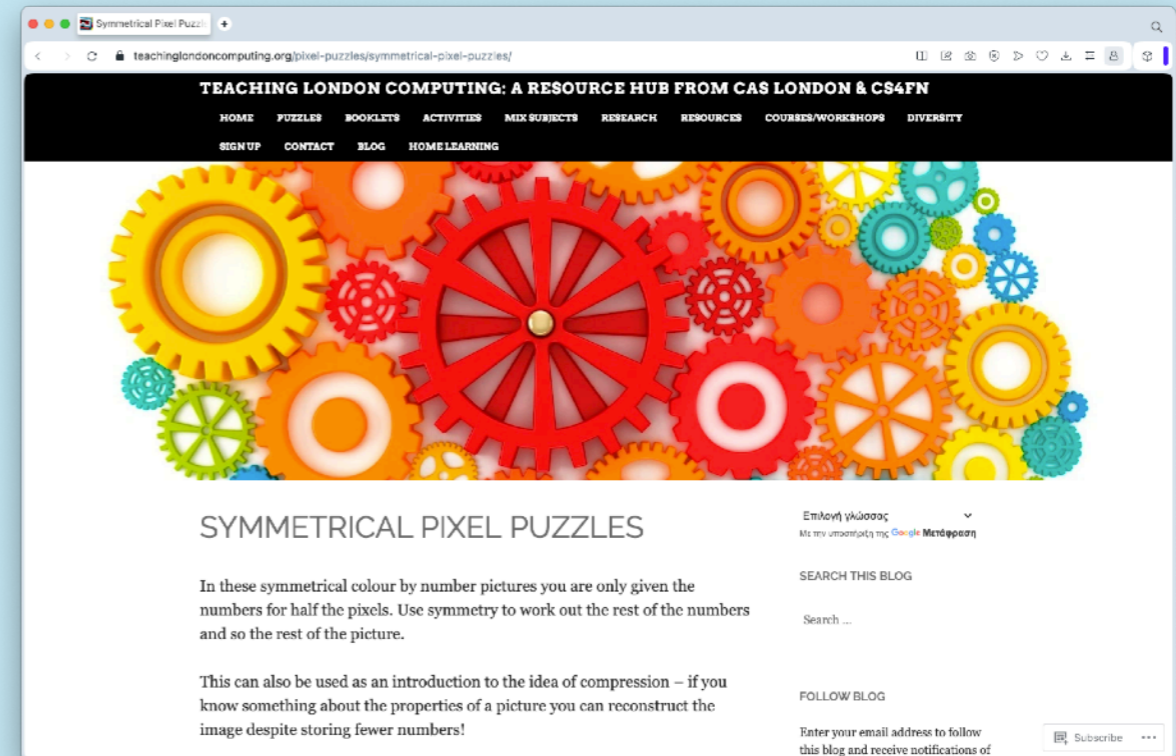 Symmetrical Pixel Puzzl
teachinglondoncomputing.org/pixel-puzzles/symmetrical-pixel-puzzles/
TEACHING LONDON COMPUTING: A RESOURCE HUB FROM CAS LONDON & CS4FN
HOME PUZZLES BOOKLETS ACTIVITIES MIX SUBJECTS RESEARCH RESOURCES COURSES/WORKSHOPS DIVERSITY
SIGN UP CONTACT BLOG HOME LEARNING
SYMMETRICAL PIXEL PUZZLES
In these symmetrical colour by number pictures you are only given the
numbers for half the pixels. Use symmetry to work out the rest of the numbers
and so the rest of the picture.
This can also be used as an introduction to the idea of compression – if you
know something about the properties of a picture you can reconstruct the
image despite storing fewer numbers!
Επιλογή γλώσσας
Με την υποστήριξη της Google Μετάφραση
SEARCH THIS BLOG
Search ...
FOLLOW BLOG
Enter your email address to follow
this blog and receive notifications of
Subscribe